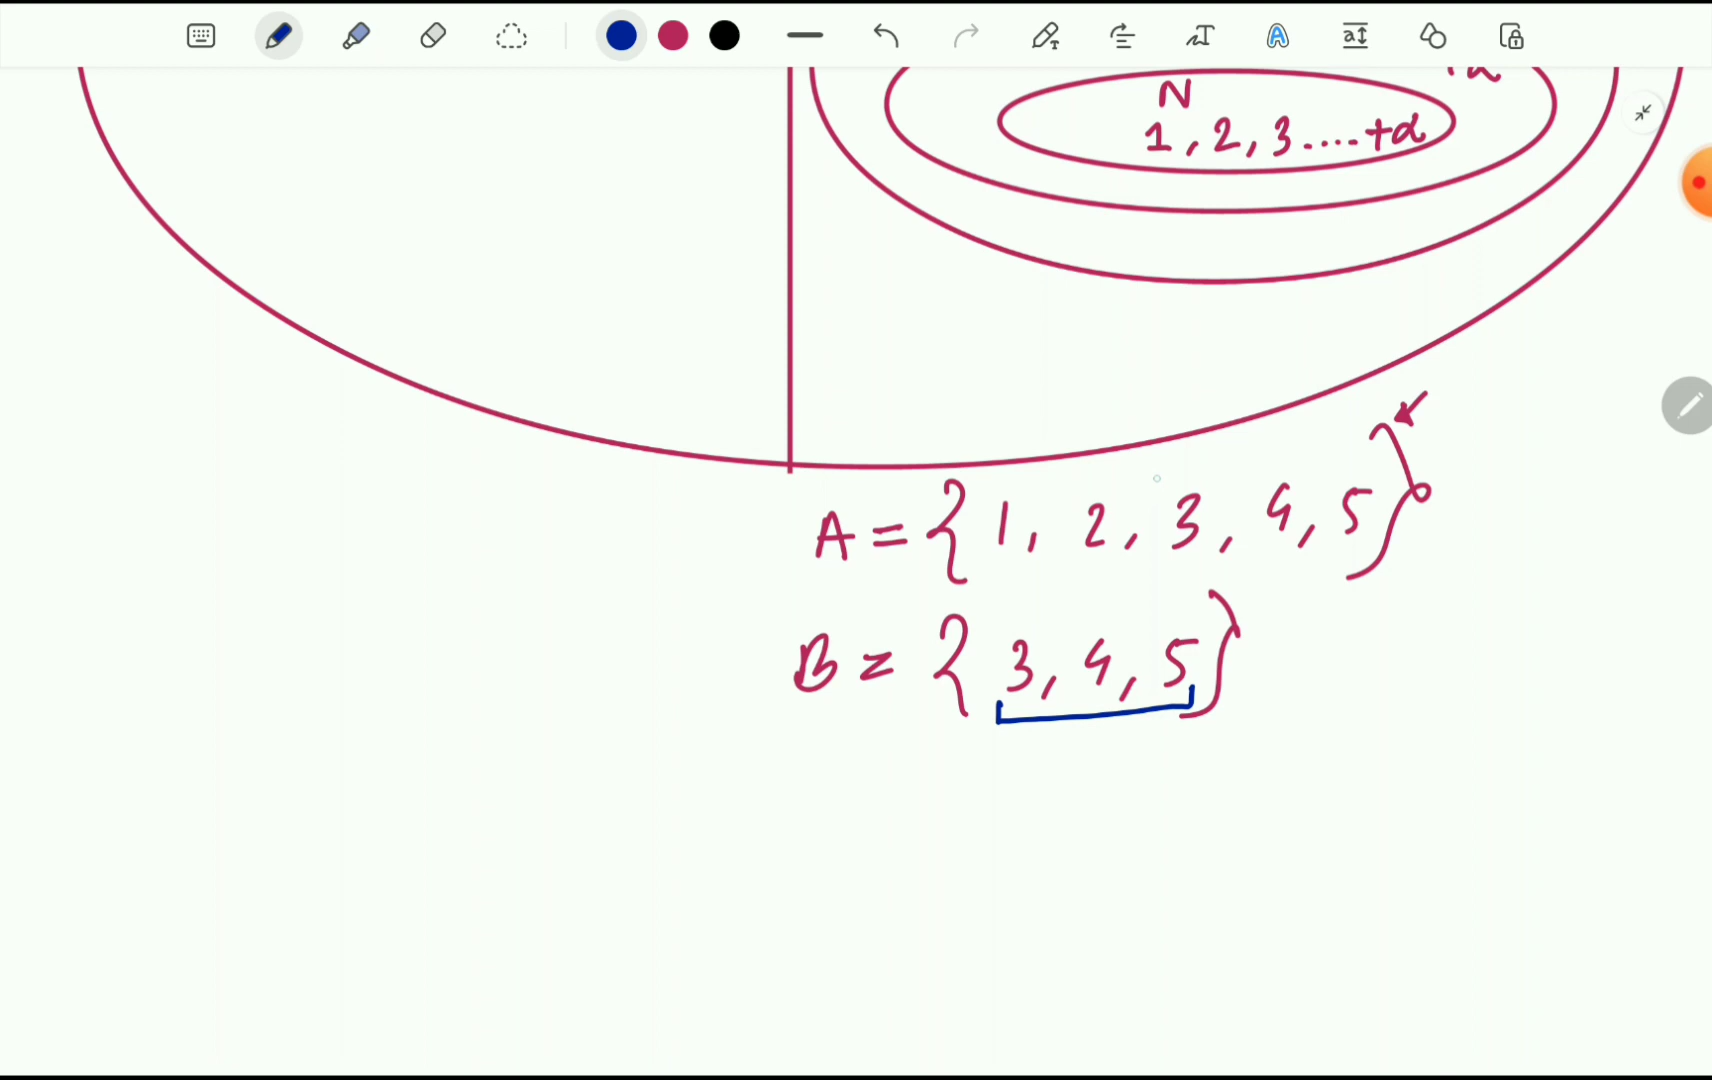 N
1, 2, 3....+α
A = { 1, 2, 3, 4, 5 }
B = { 3, 4, 5 }